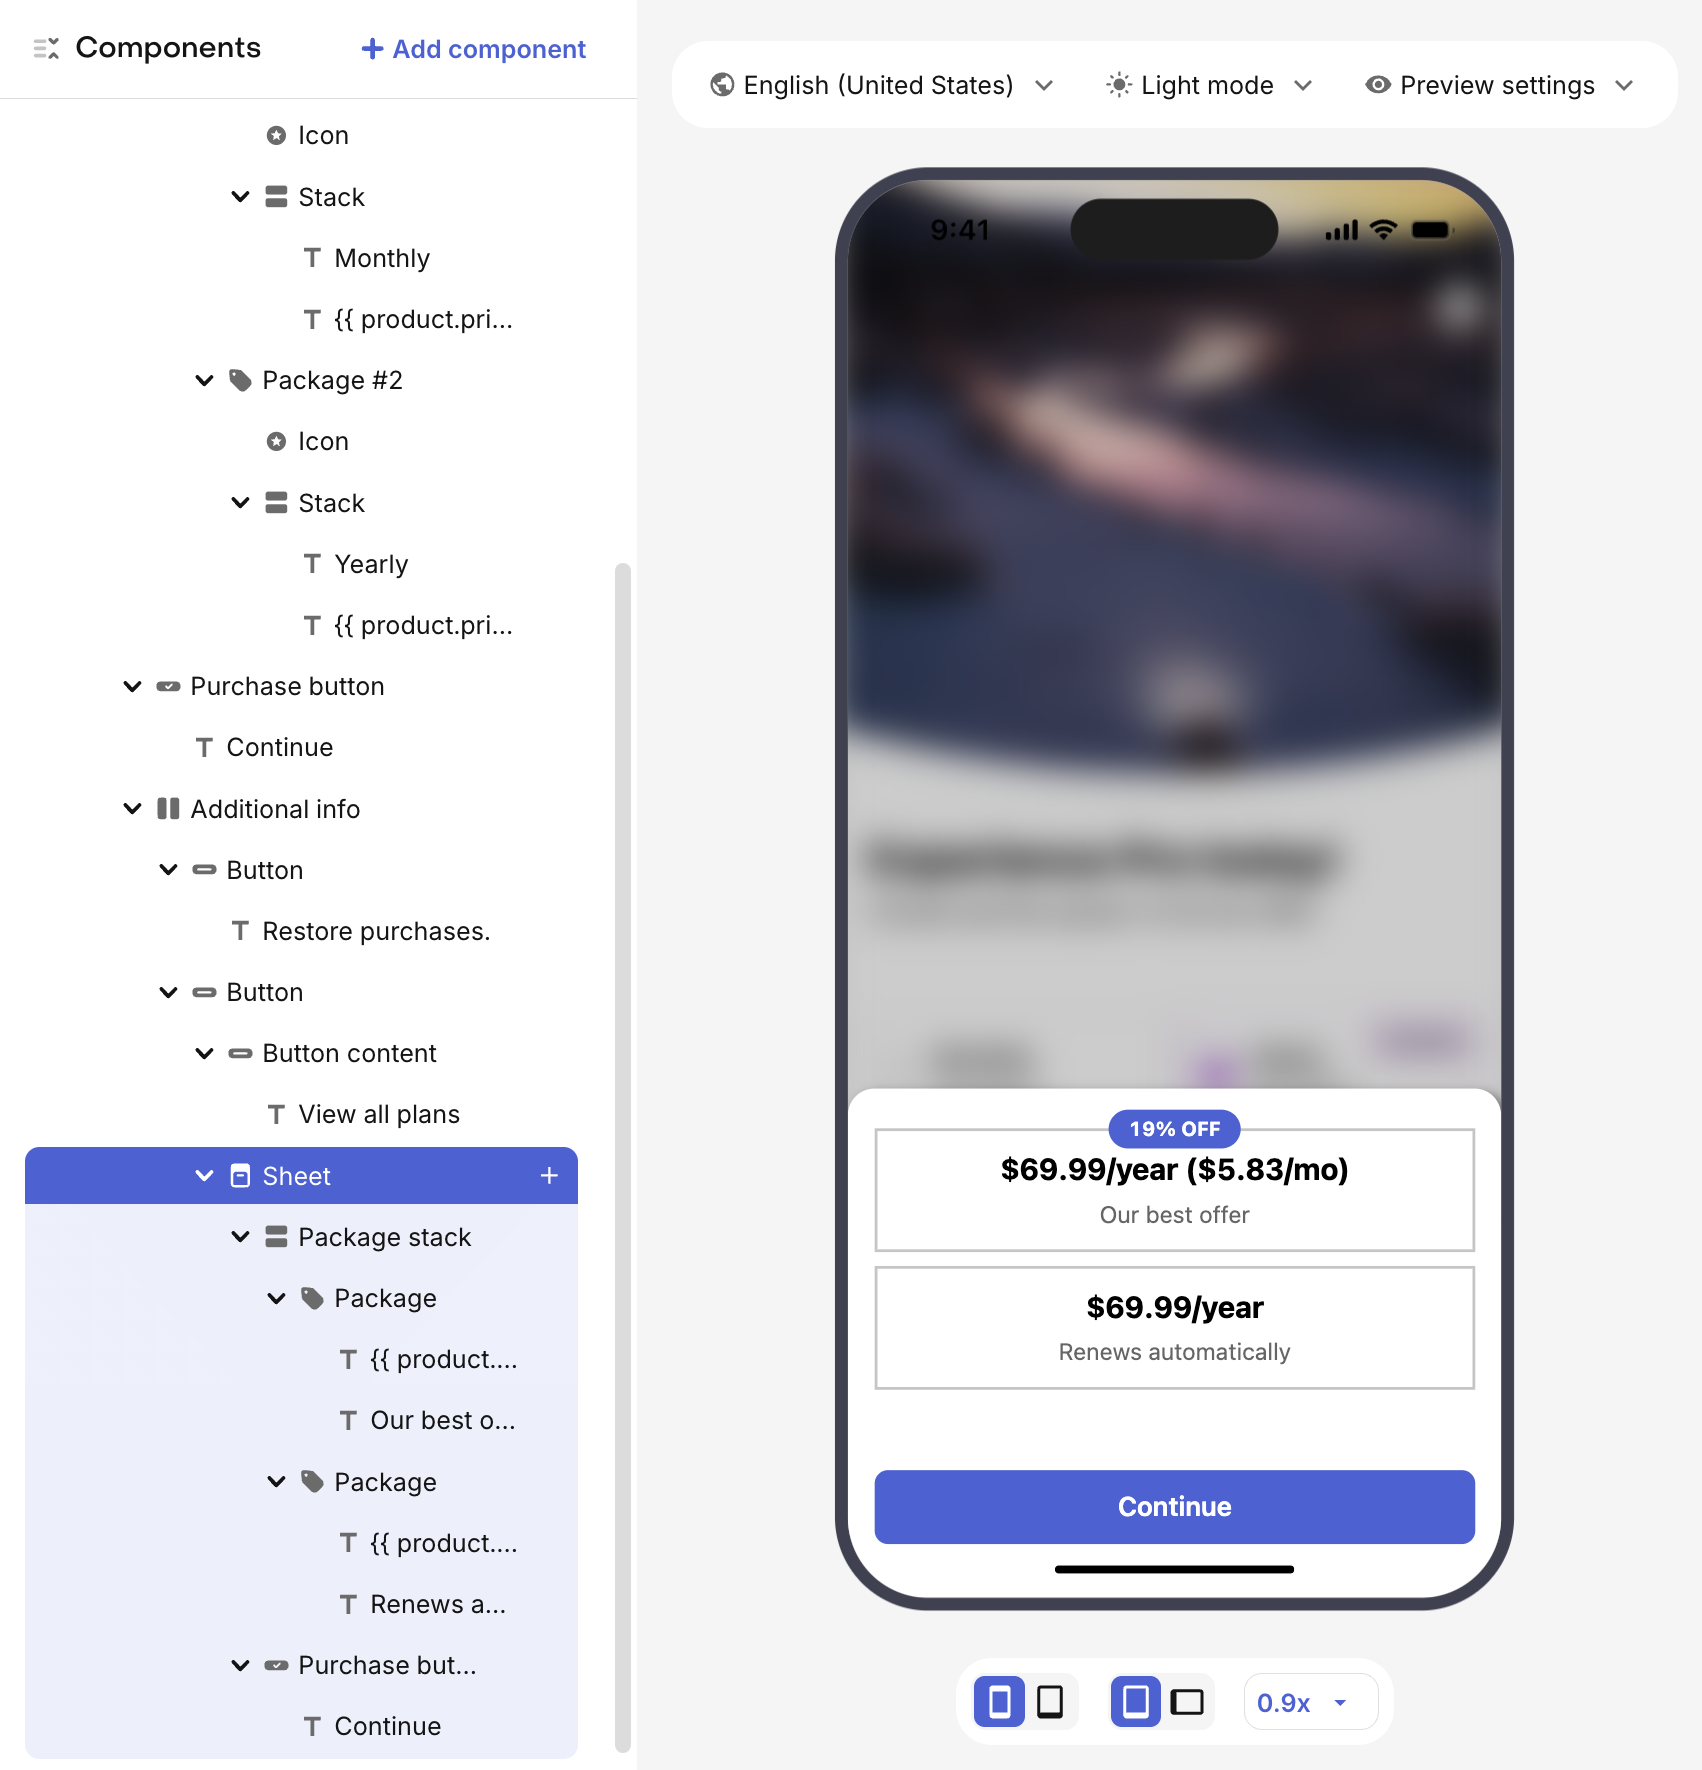 Components
Add component
Icon
Stack
Monthly
{{ product.pri...
Package #2
Icon
Stack
Yearly
{{ product.pri...
Purchase button
Continue
Additional info
Button
Restore purchases.
Button
Button content
View all plans
Sheet
Package stack
Package
{{ product....
Our best o...
Package
{{ product....
Renews a...
Purchase but...
Continue
English (United States)
Light mode
Preview settings
9:41
19% OFF
$69.99/year ($5.83/mo)
Our best offer
$69.99/year
Renews automatically
Continue
0.9x